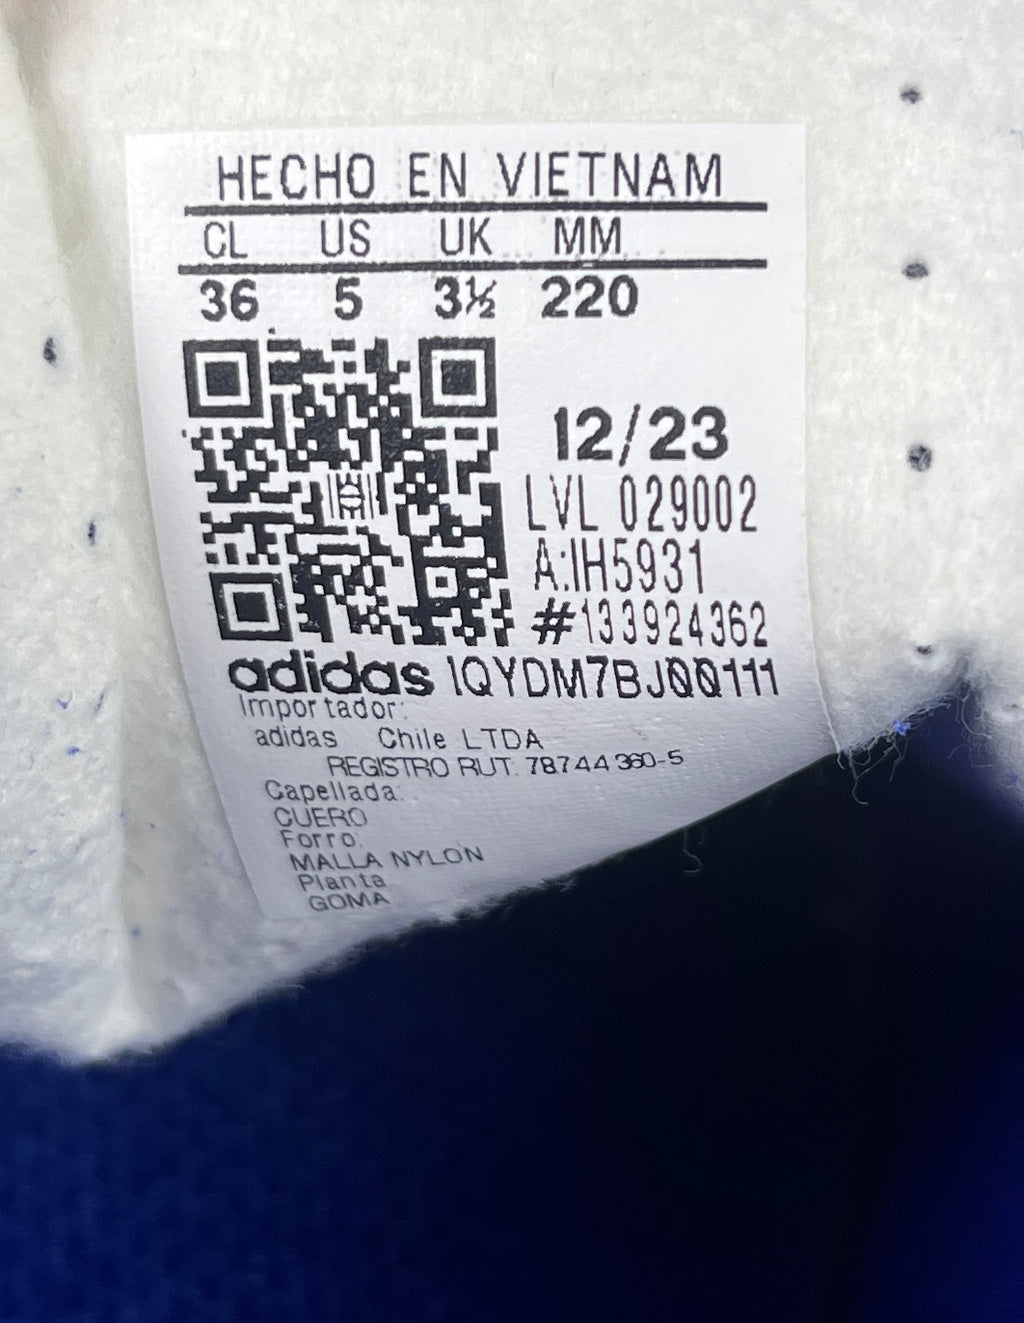 HECHO EN VIETNAM
CL US UK MM
36 5 3½ 220
12/23
LVL 029002
A:IH5931
#133924362
adidas 1QYDM7BJ00111
Importador:
adidas Chile LTDA
REGISTRO RUT. 78744360-5
Capellada:
CUERO
Forro:
MALLA NYLON
Planta
GOMA